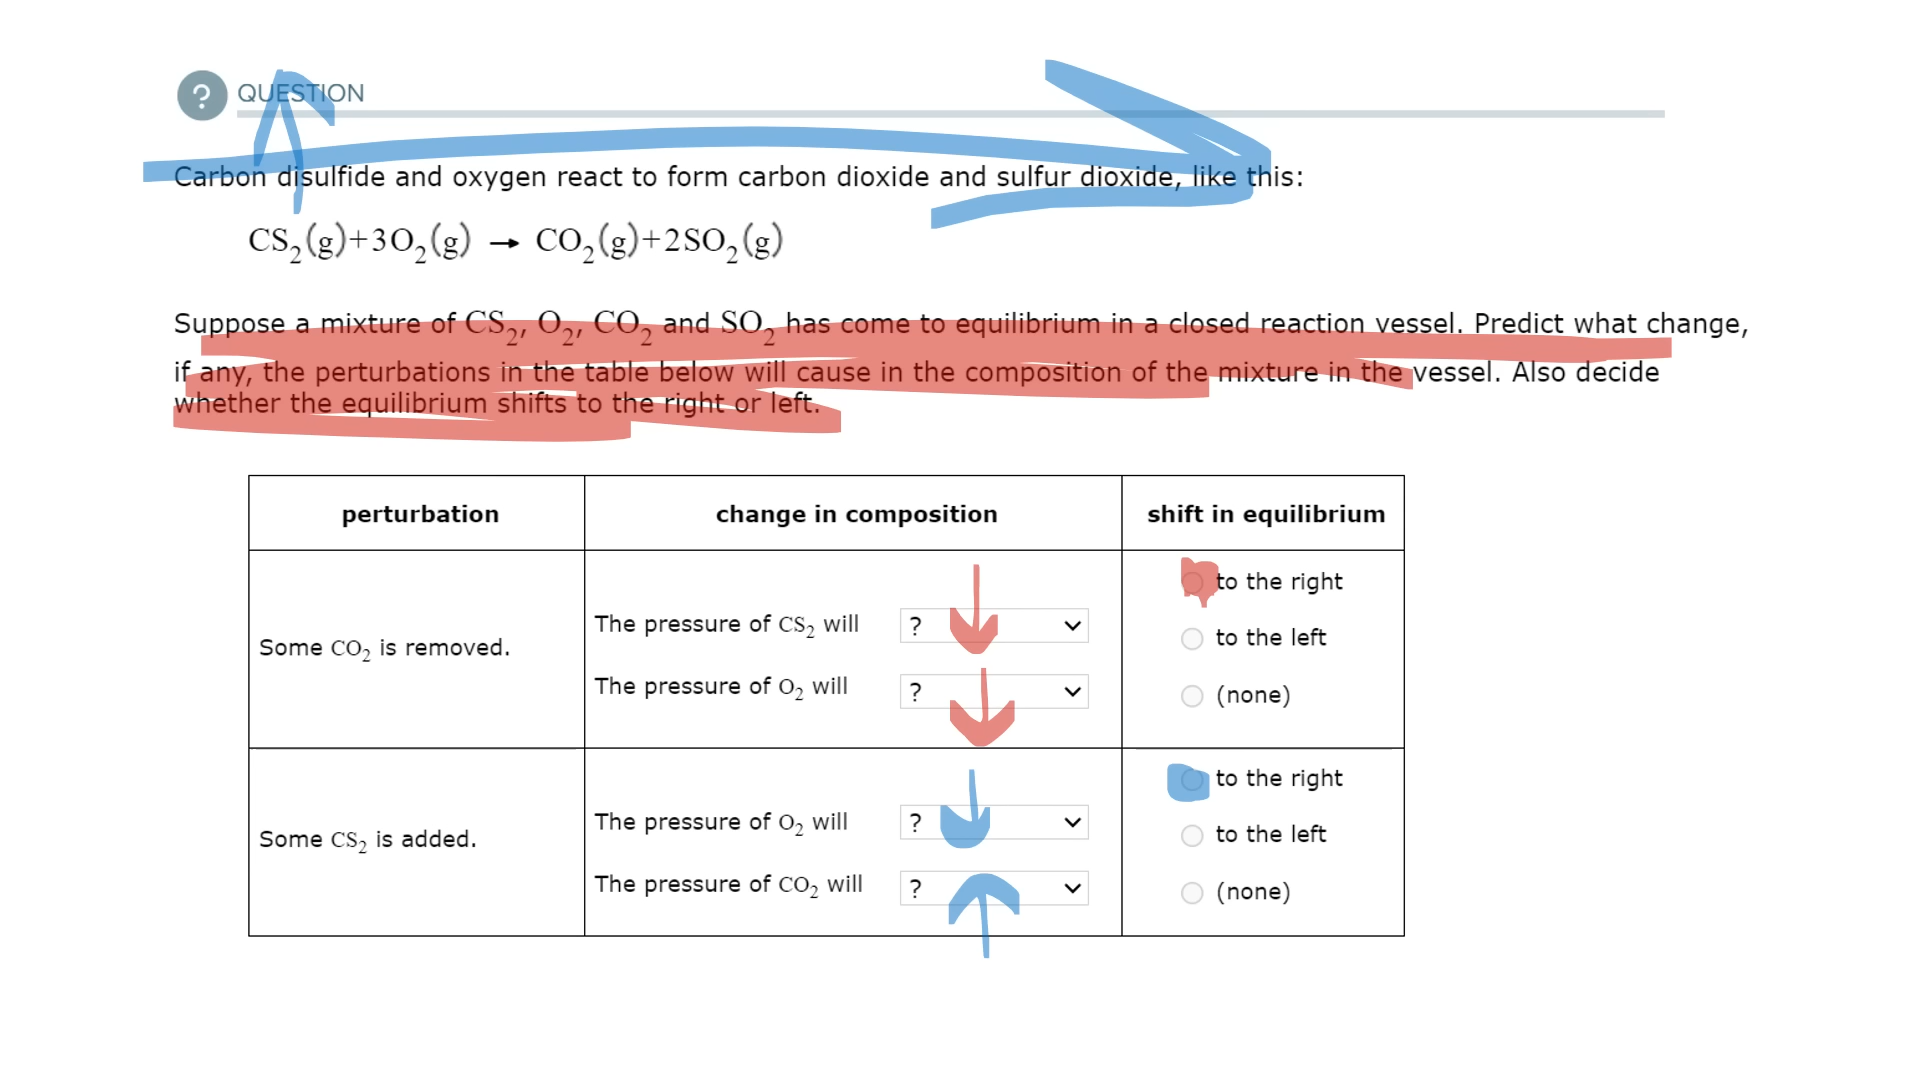 ? QUESTION
Carbon disulfide and oxygen react to form carbon dioxide and sulfur dioxide, like this:
CS₂(g)+3O₂(g) → CO₂(g)+2SO₂(g)
Suppose a mixture of CS₂, O₂, CO₂ and SO₂ has come to equilibrium in a closed reaction vessel. Predict what change,
if any, the perturbations in the table below will cause in the composition of the mixture in the vessel. Also decide
whether the equilibrium shifts to the right or left.
perturbation change in composition shift in equilibrium
Some CO₂ is removed.
The pressure of CS₂ will ?
The pressure of O₂ will ?
to the right
to the left
(none)
Some CS₂ is added.
The pressure of O₂ will ?
The pressure of CO₂ will ?
to the right
to the left
(none)